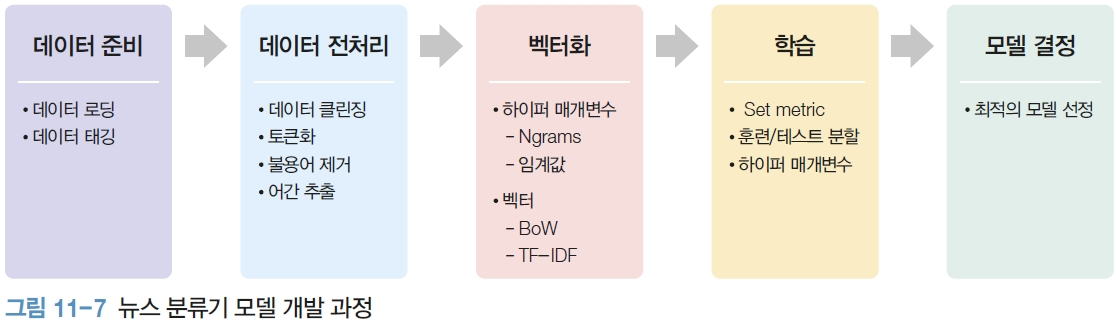 데이터 준비
• 데이터 로딩
• 데이터 태깅
데이터 전처리
• 데이터 클린징
• 토큰화
• 불용어 제거
• 어간 추출
벡터화
• 하이퍼 매개변수
- Ngrams
- 임계값
• 벡터
- BoW
- TF-IDF
학습
• Set metric
• 훈련/테스트 분할
• 하이퍼 매개변수
모델 결정
• 최적의 모델 선정
그림 11-7 뉴스 분류기 모델 개발 과정